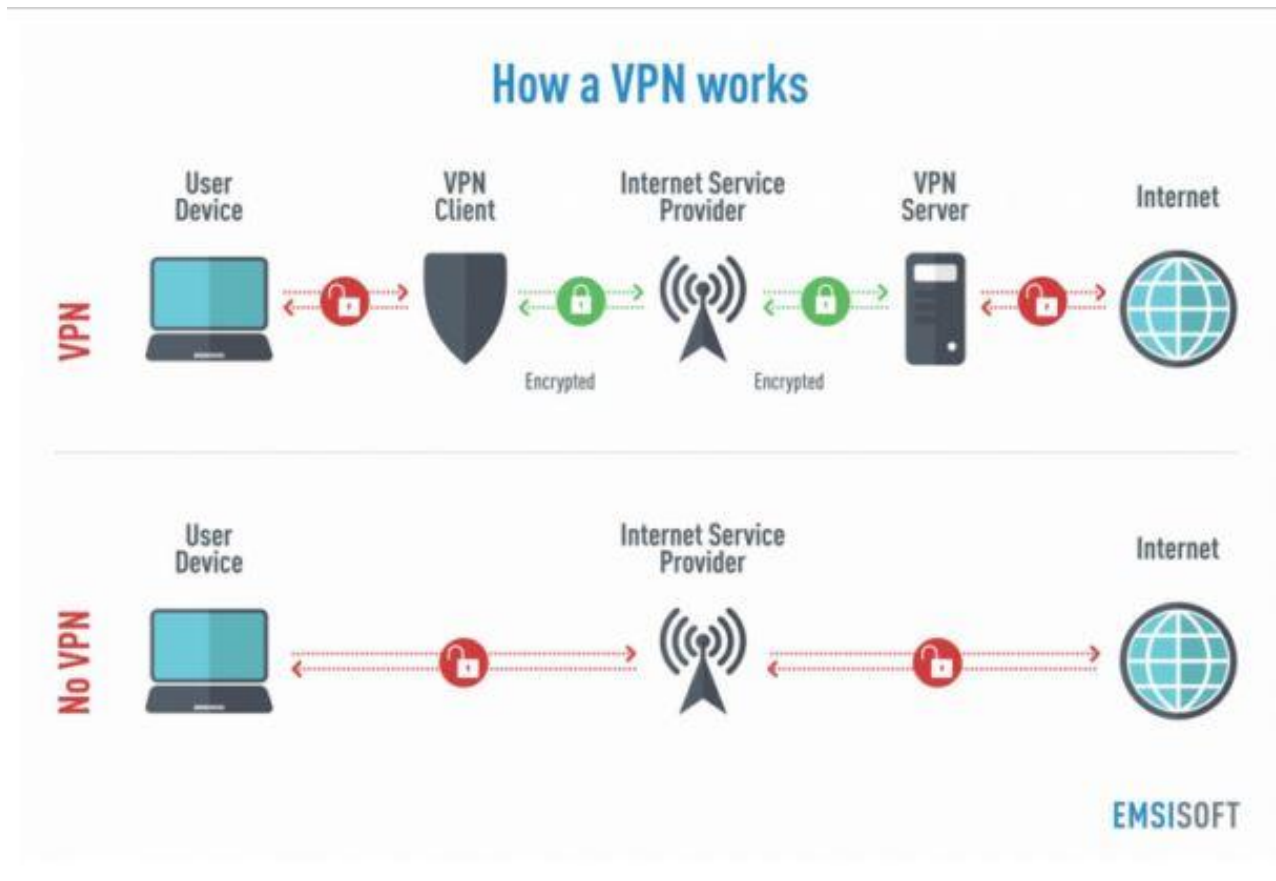 How a VPN works
User
Device
VPN
Client
Internet Service
Provider
VPN
Server
Internet
VPN
Encrypted
Encrypted
User
Device
Internet Service
Provider
Internet
No VPN
EMSISOFT